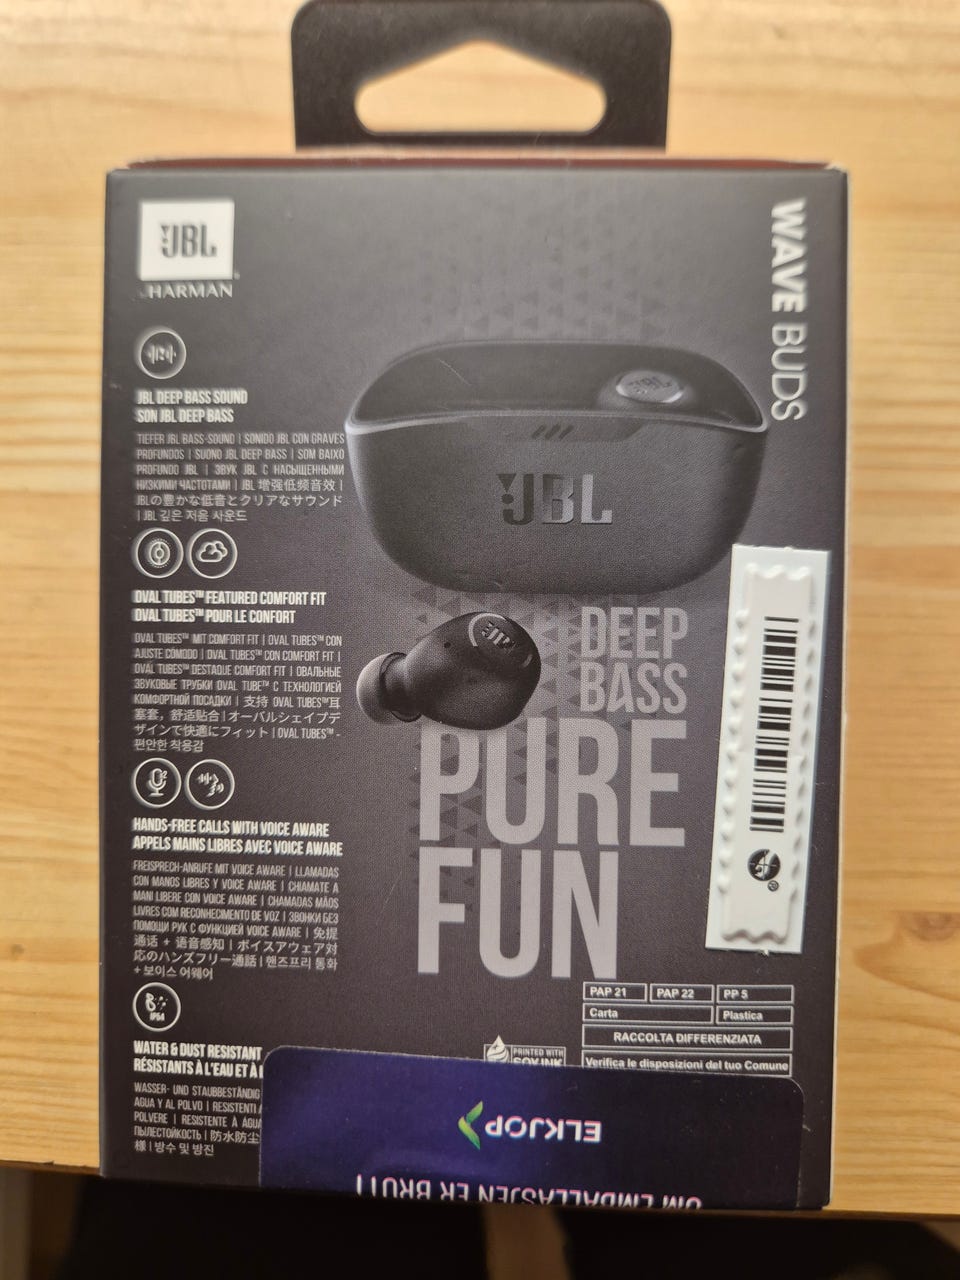 JBL
HARMAN
WAVE BUDS
JBL DEEP BASS SOUND
SON JBL DEEP BASS
TIEFER JBL BASS-SOUND | SONIDO JBL CON GRAVES
PROFUNDOS | SUONO JBL DEEP BASS | SOM BAIXO
PROFUNDO JBL | ЗВУК JBL С НАСЫЩЕННЫМИ
НИЗКИМИ ЧАСТОТАМИ | JBL 增强低频音效 |
JBLの豊かな低音とクリアなサウンド
| JBL 깊은 저음 사운드
OVAL TUBES™ FEATURED COMFORT FIT
OVAL TUBES™ POUR LE CONFORT
OVAL TUBES™ MIT COMFORT FIT | OVAL TUBES™ CON
AJUSTE CÓMODO | OVAL TUBES™ CON COMFORT FIT |
OVAL TUBES™ DESTAQUE COMFORT FIT | ОВАЛЬНЫЕ
ЗВУКОВЫЕ ТРУБКИ OVAL TUBE™ С ТЕХНОЛОГИЕЙ
КОМФОРТНОЙ ПОСАДКИ | 支持 OVAL TUBES™耳
塞套，舒适贴合 | オーバルシェイプデ
ザインで快適にフィット | OVAL TUBES™ -
편안한 착용감
HANDS-FREE CALLS WITH VOICE AWARE
APPELS MAINS LIBRES AVEC VOICE AWARE
FREISPRECH-ANRUFE MIT VOICE AWARE | LLAMADAS
CON MANOS LIBRES Y VOICE AWARE | CHIAMATE A
MANI LIBERE CON VOICE AWARE | CHAMADAS MÃOS
LIVRES COM RECONHECIMENTO DE VOZ | ЗВОНКИ БЕЗ
ПОМОЩИ РУК С ФУНКЦИЕЙ VOICE AWARE | 免提
通话 + 语音感知 | ボイスアウェア対
応のハンズフリー通話 | 핸즈프리 통화
+ 보이스 어웨어
IP54
WATER & DUST RESISTANT
RÉSISTANTS À L'EAU ET À
WASSER- UND STAUBBESTÄNDIG
AGUA Y AL POLVO | RESISTENTI
POLVERE | RESISTENTE À ÁGUA
ПЫЛЕСТОЙКОСТЬ | 防水防尘
様 | 방수 및 방진
JBL
JBL
JBL
DEEP
BASS
PURE
FUN
PAP 21 PAP 22 PP 5
Carta Plastica
RACCOLTA DIFFERENZIATA
Verifica le disposizioni del tuo Comune
PRINTED WITH
SOY INK
ELKJOP
OM EMBALLASJEN ER BRUTT